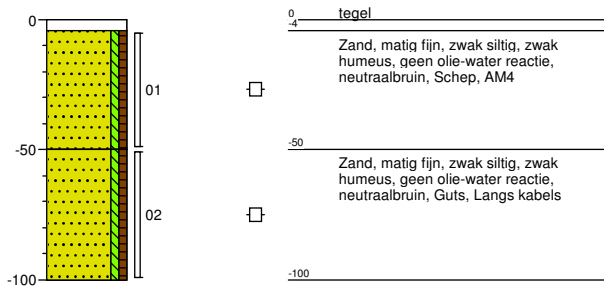 0
-50
-100
01
02
0
tegel
-4
Zand, matig fijn, zwak siltig, zwak
humeus, geen olie-water reactie,
neutraalbruin, Schep, AM4
-50
Zand, matig fijn, zwak siltig, zwak
humeus, geen olie-water reactie,
neutraalbruin, Guts, Langs kabels
-100